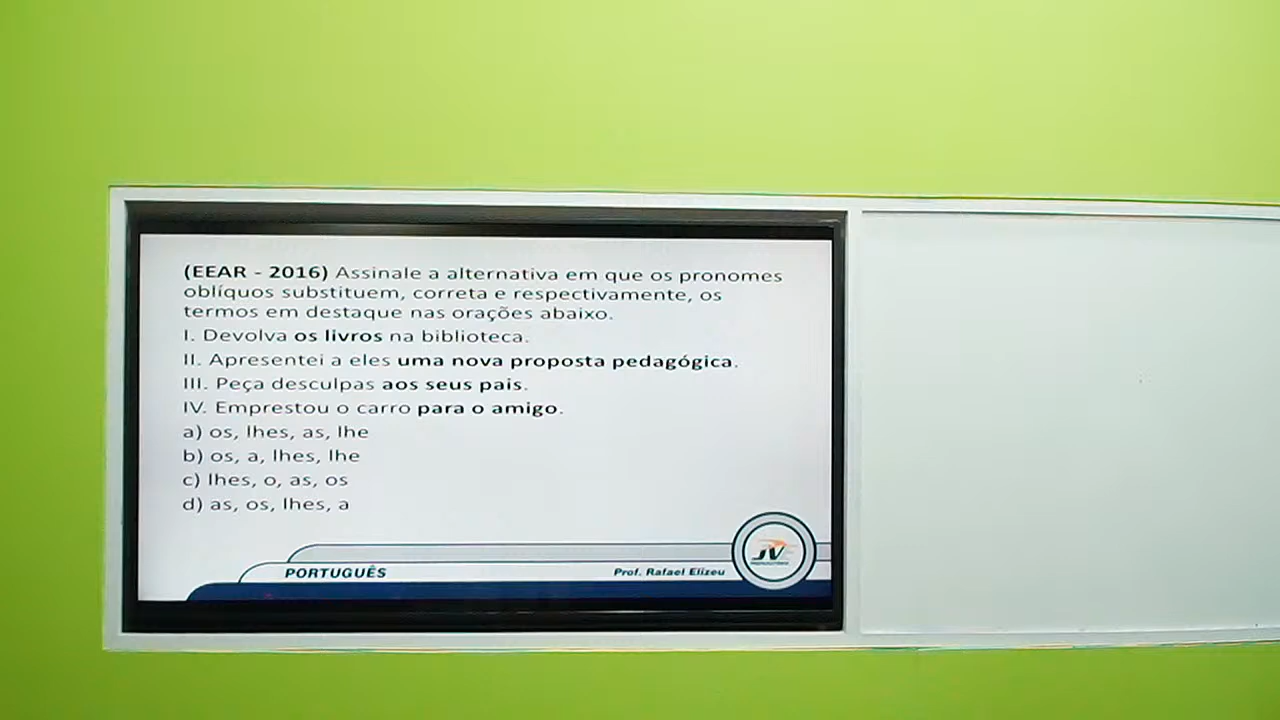 (EEAR - 2016) Assinale a alternativa em que os pronomes
oblíquos substituem, correta e respectivamente, os
termos em destaque nas orações abaixo.
I. Devolva os livros na biblioteca.
II. Apresentei a eles uma nova proposta pedagógica.
III. Peça desculpas aos seus pais.
IV. Emprestou o carro para o amigo.
a) os, lhes, as, lhe
b) os, a, lhes, lhe
c) lhes, o, as, os
d) as, os, lhes, a
PORTUGUÊS
Prof. Rafael Elizeu
JV